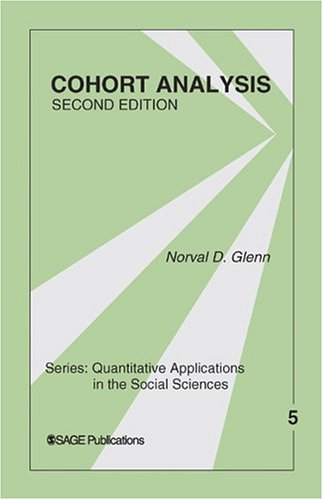 COHORT ANALYSIS
SECOND EDITION
Norval D. Glenn
Series: Quantitative Applications
in the Social Sciences
5
SAGE Publications